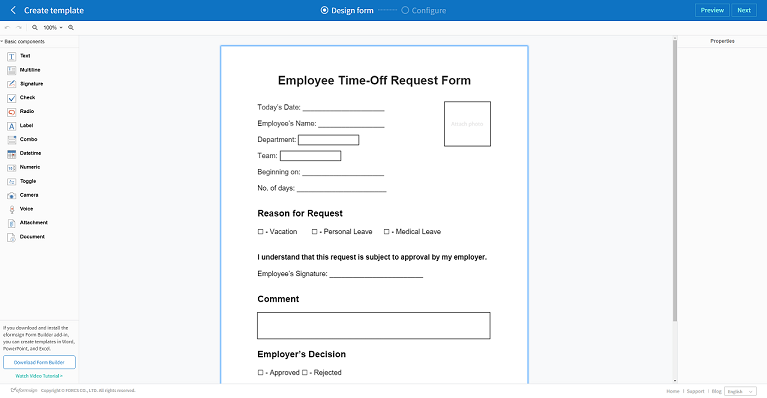 Create template
Design form
Configure
Preview
Next
100%
Basic components
Properties
Text
Multiline
Signature
Check
Radio
Label
Combo
Datetime
Numeric
Toggle
Camera
Voice
Attachment
Document
If you download and install the
eformsign Form Builder add-in,
you can create templates in Word,
PowerPoint, and Excel.
Download Form Builder
Watch Video Tutorial >
Employee Time-Off Request Form
Today's Date:
Attach photo
Employee's Name:
Department:
Team:
Beginning on:
No. of days:
Reason for Request
☐ - Vacation ☐ - Personal Leave ☐ - Medical Leave
I understand that this request is subject to approval by my employer.
Employee's Signature:
Comment
Employer's Decision
☐ - Approved ☐ - Rejected
eformsign Copyright © FORCS CO., LTD. All rights reserved.
Home | Support | Blog English